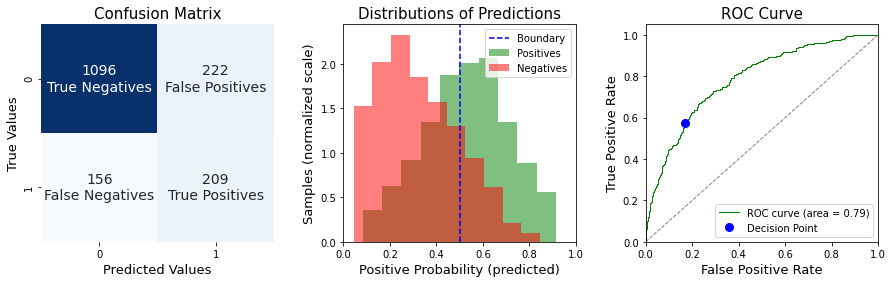 Confusion Matrix
True Values
0
1
1096
True Negatives
222
False Positives
156
False Negatives
209
True Positives
0
1
Predicted Values
Distributions of Predictions
Samples (normalized scale)
2.0
1.5
1.0
0.5
0.0
Boundary
Positives
Negatives
0.0
0.2
0.4
0.6
0.8
1.0
Positive Probability (predicted)
ROC Curve
True Positive Rate
1.0
0.8
0.6
0.4
0.2
0.0
ROC curve (area = 0.79)
Decision Point
0.0
0.2
0.4
0.6
0.8
1.0
False Positive Rate